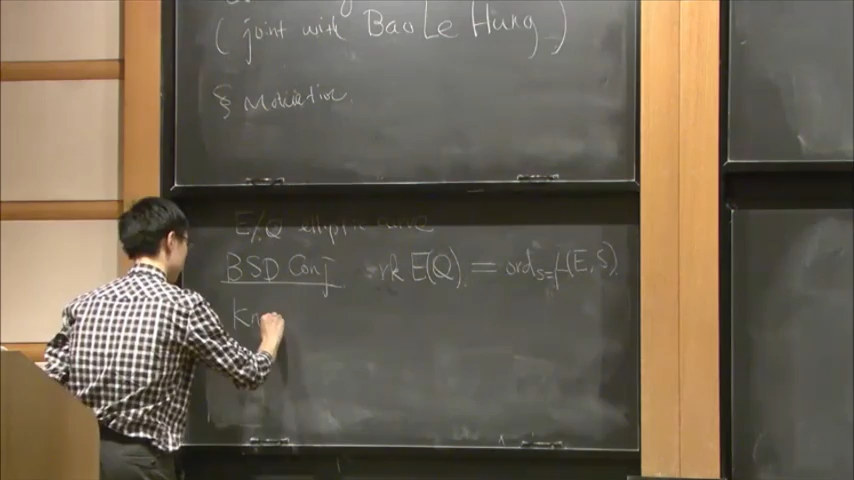 (joint with Bao Le Hung)
§ Motivation
E/Q elliptic curve
BSD Conj rk E(Q) = ord_{s=1} L(E, S)
Kn